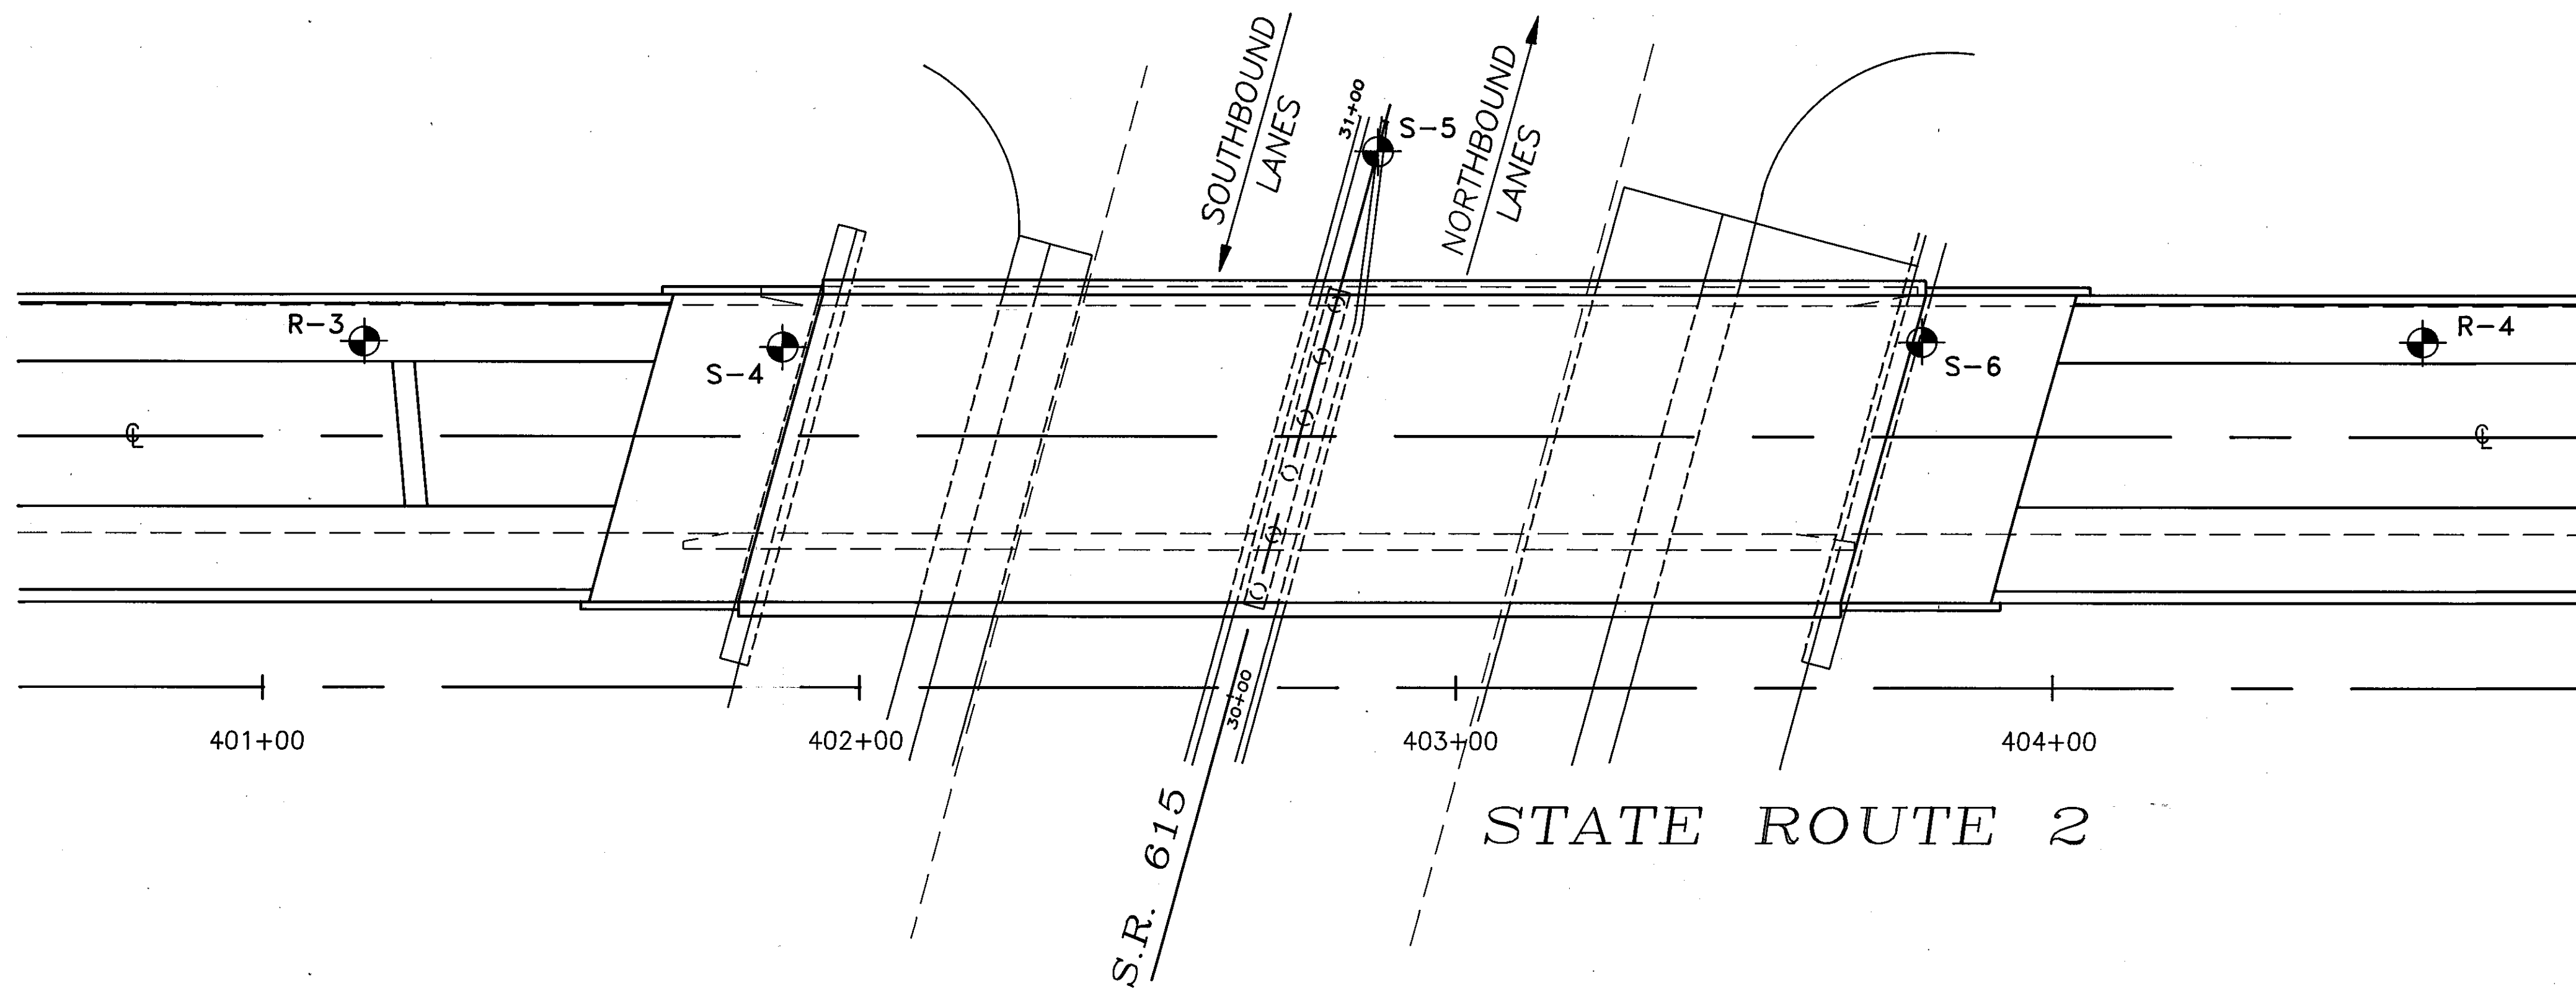 SOUTHBOUND
LANES
31+00
S-5
NORTHBOUND
LANES
R-3
S-4
S-6
R-4
℄
℄
30+00
401+00
402+00
403+00
404+00
S.R. 615
STATE ROUTE 2